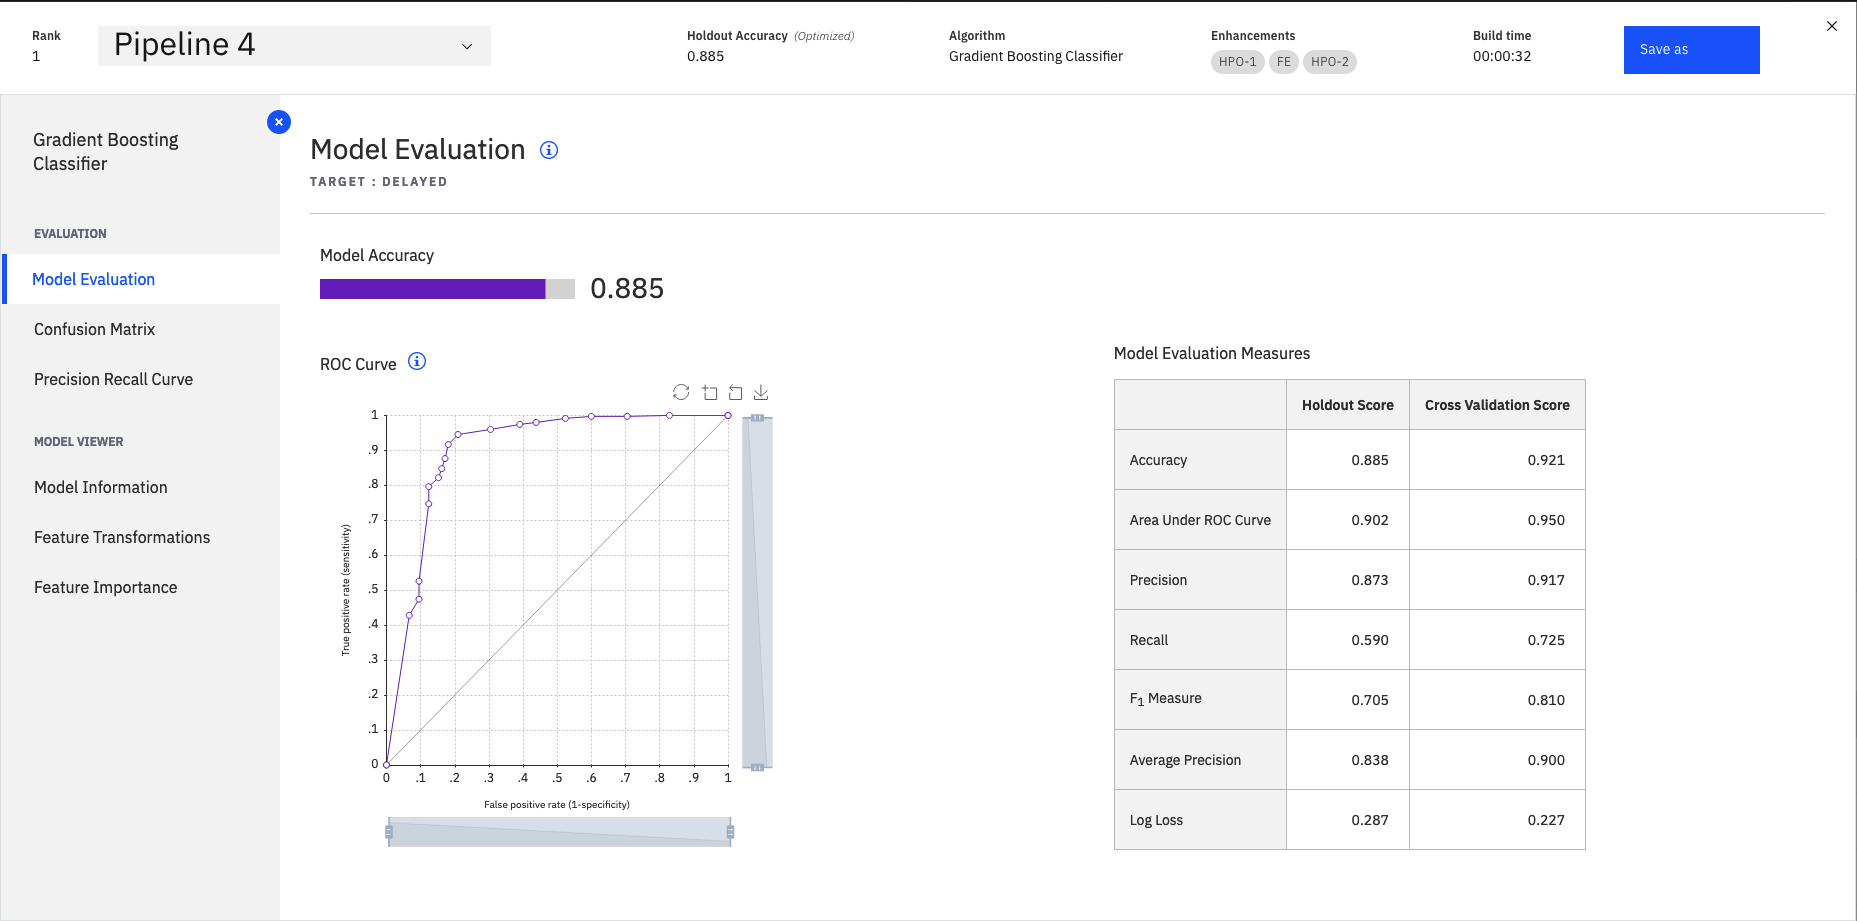 Rank
1
Pipeline 4
Holdout Accuracy (Optimized)
0.885
Algorithm
Gradient Boosting Classifier
Enhancements
HPO-1 FE HPO-2
Build time
00:00:32
Save as
Gradient Boosting
Classifier
EVALUATION
Model Evaluation
Confusion Matrix
Precision Recall Curve
MODEL VIEWER
Model Information
Feature Transformations
Feature Importance
Model Evaluation
TARGET : DELAYED
Model Accuracy
0.885
ROC Curve
1
.9
.8
.7
.6
.5
.4
.3
.2
.1
0
True positive rate (sensitivity)
0 .1 .2 .3 .4 .5 .6 .7 .8 .9 1
False positive rate (1-specificity)
Model Evaluation Measures
Holdout Score Cross Validation Score
Accuracy 0.885 0.921
Area Under ROC Curve 0.902 0.950
Precision 0.873 0.917
Recall 0.590 0.725
F1 Measure 0.705 0.810
Average Precision 0.838 0.900
Log Loss 0.287 0.227